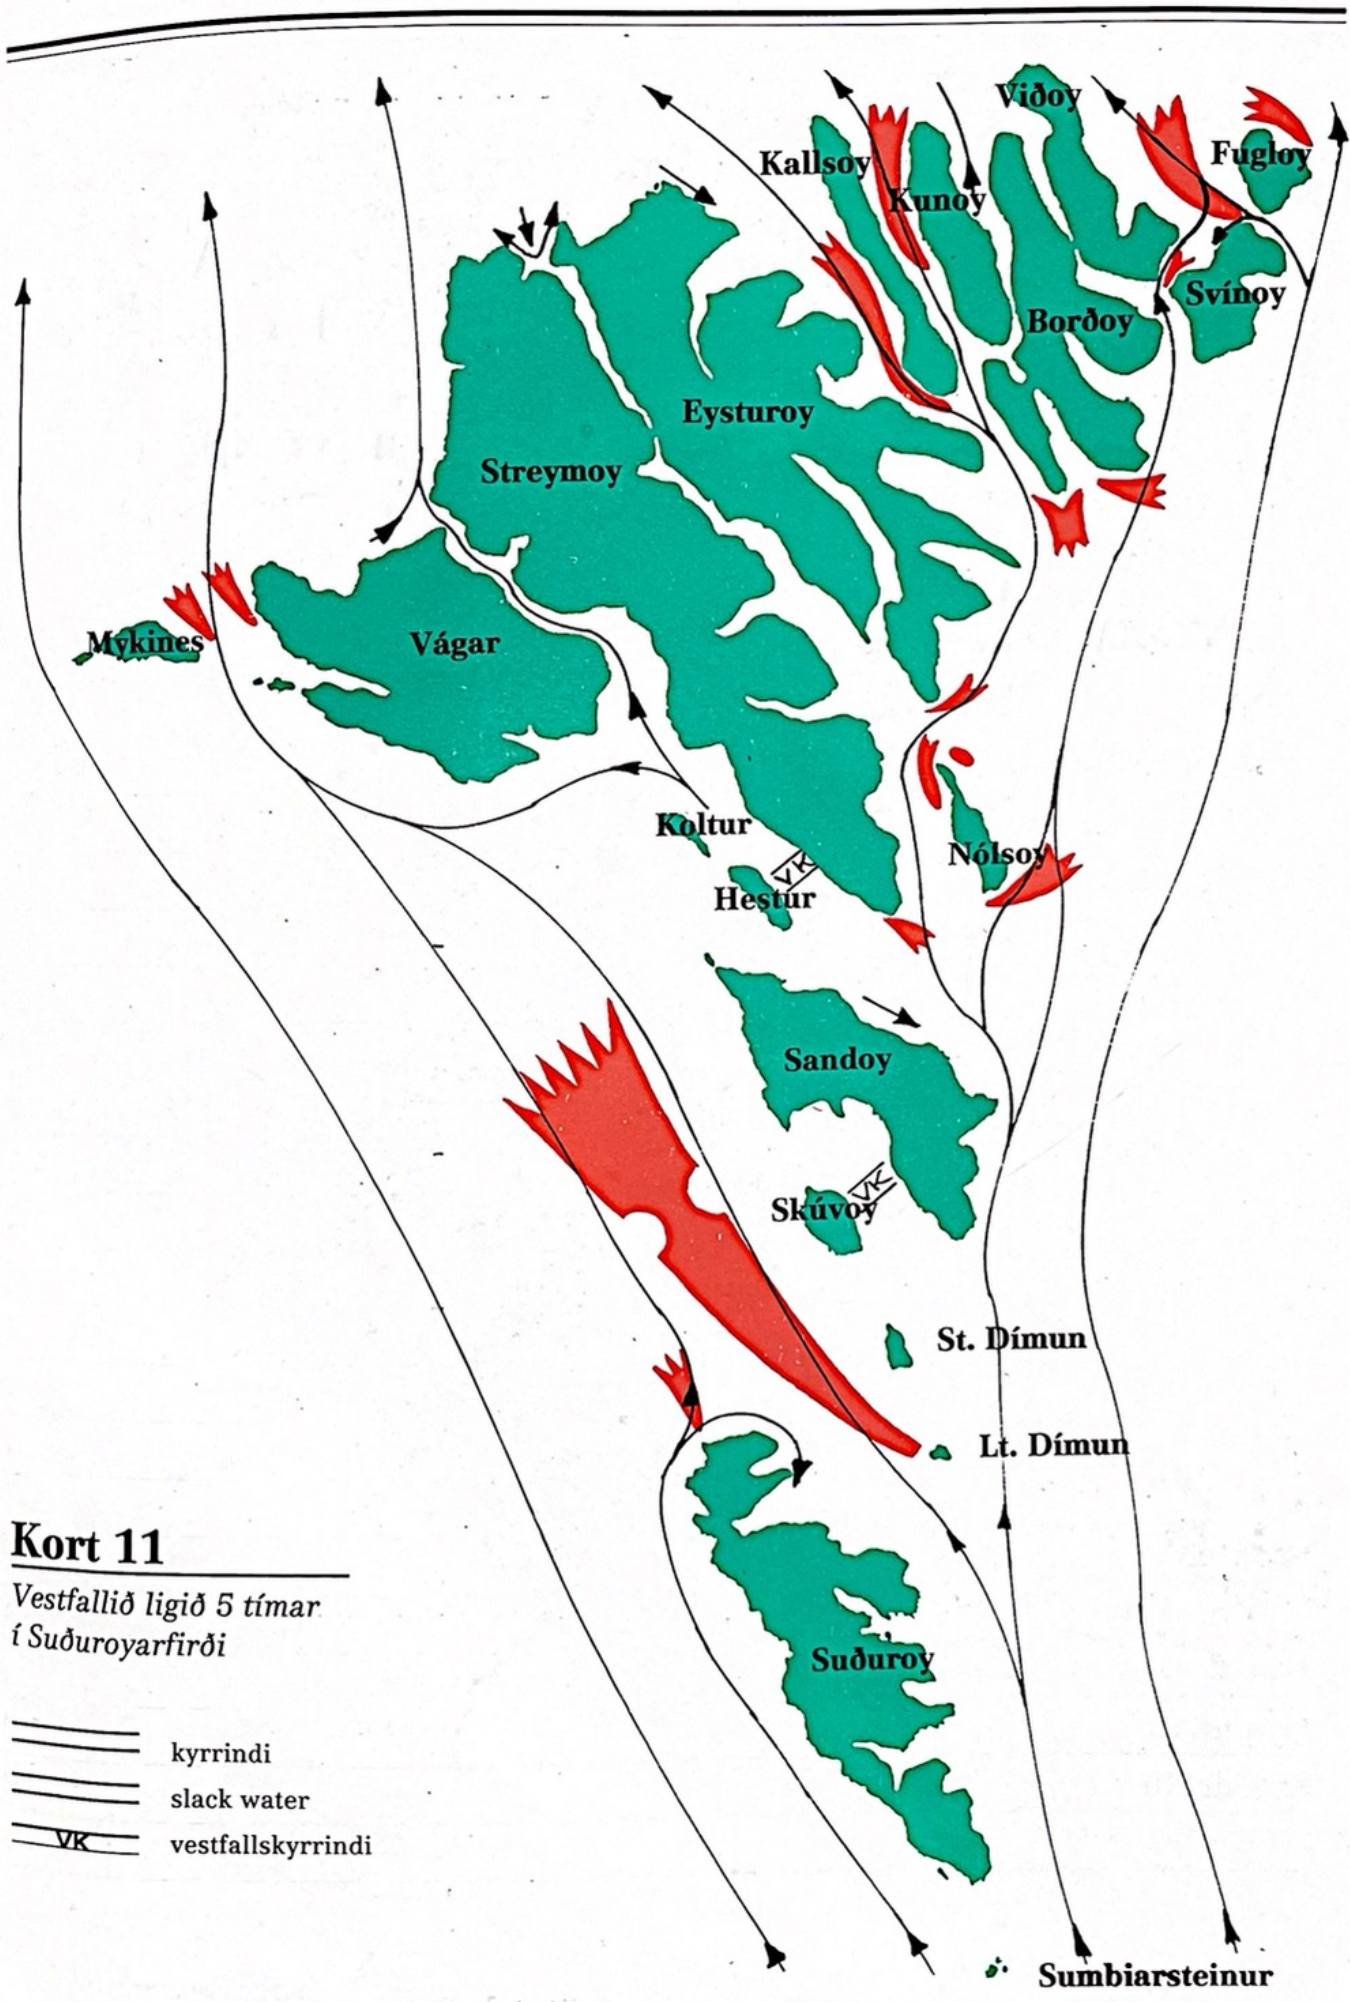 Viðoy
Kallsoy
Fugloy
Kunoy
Svínoy
Borðoy
Eysturoy
Streymoy
Mykines
Vágar
Koltur
Nólsoy
VK
Hestur
Sandoy
VK
Skúvoy
St. Dímun
Lt. Dímun
Kort 11
Vestfallið ligið 5 tímar
í Suðuroyarfirði
Suðuroy
kyrrindi
slack water
VK vestfallskyrrindi
Sumbiarsteinur